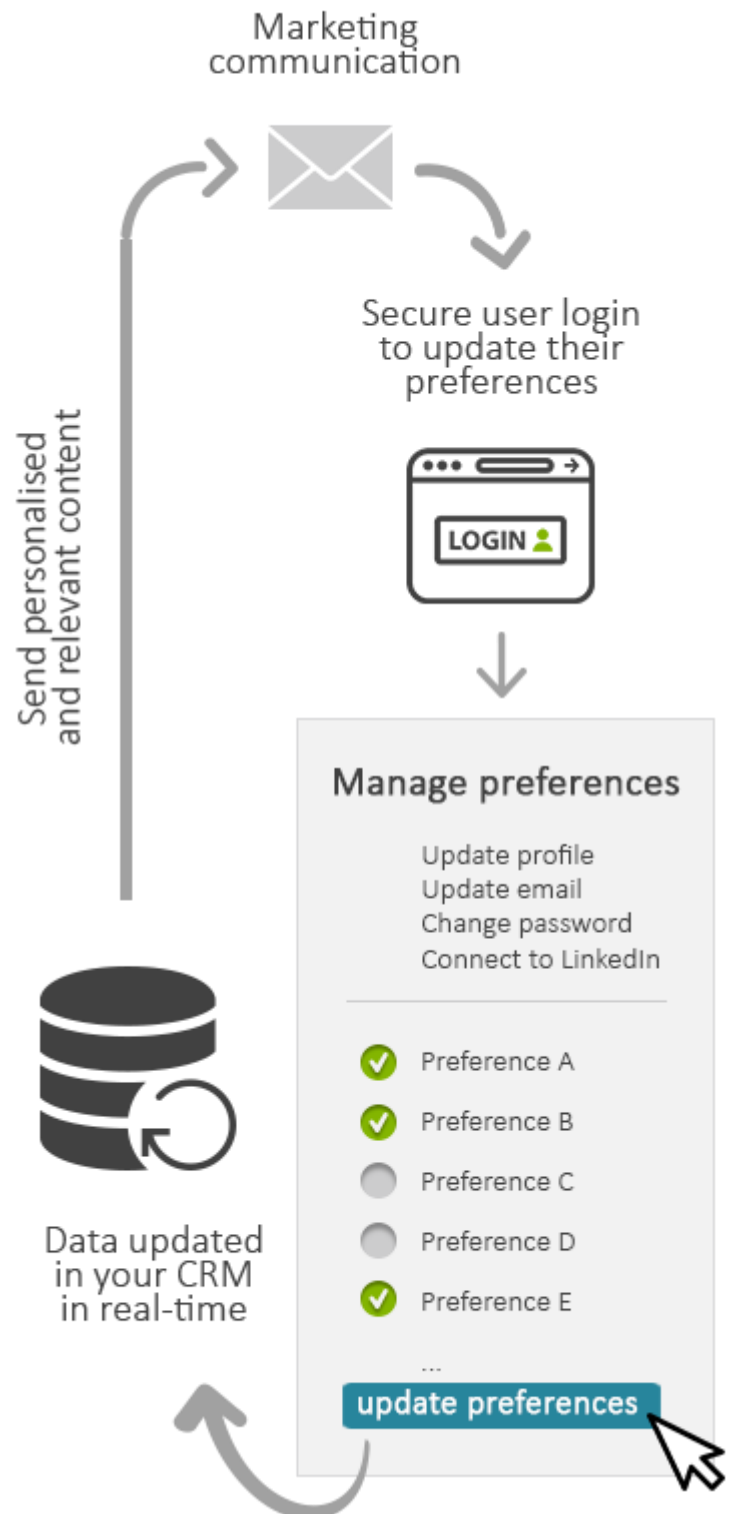 Marketing
communication
Secure user login
to update their
preferences
LOGIN
Manage preferences
Update profile
Update email
Change password
Connect to LinkedIn
Preference A
Preference B
Preference C
Preference D
Preference E
...
update preferences
Data updated
in your CRM
in real-time
Send personalised
and relevant content